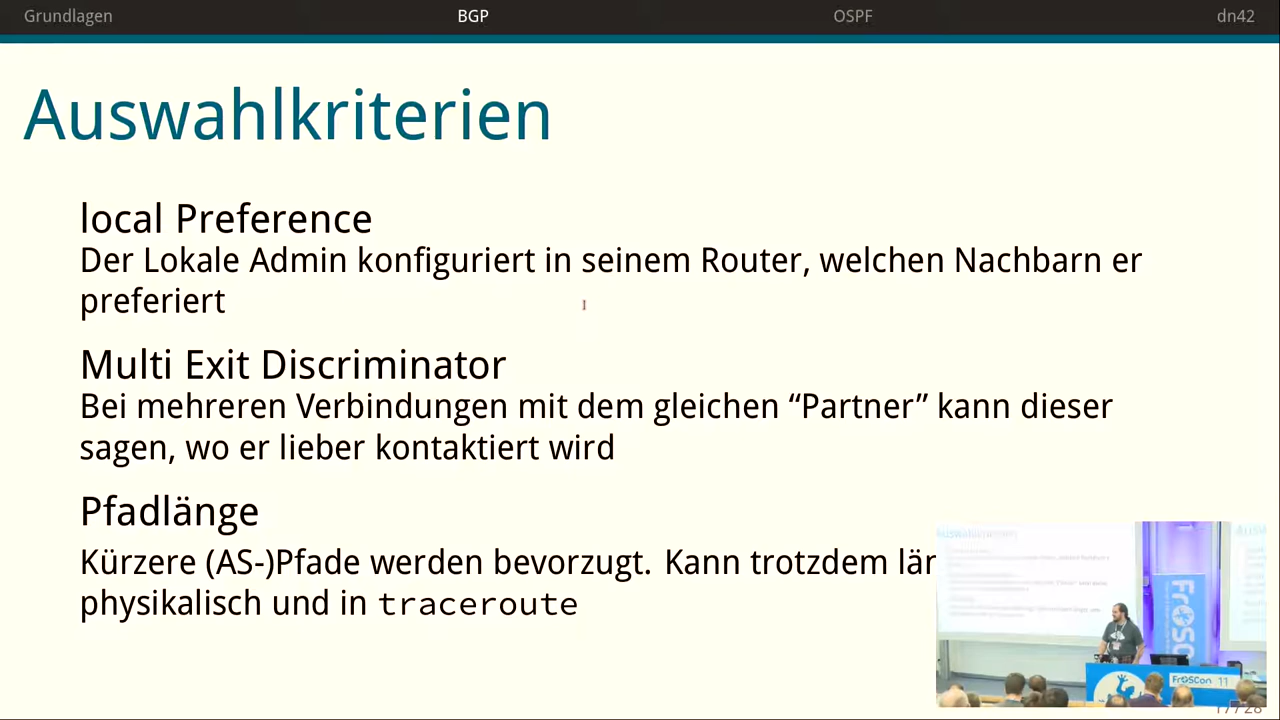 Grundlagen BGP OSPF dn42
Auswahlkriterien
local Preference
Der Lokale Admin konfiguriert in seinem Router, welchen Nachbarn er
preferiert
Multi Exit Discriminator
Bei mehreren Verbindungen mit dem gleichen “Partner” kann dieser
sagen, wo er lieber kontaktiert wird
Pfadlänge
Kürzere (AS-)Pfade werden bevorzugt. Kann trotzdem
physikalisch und in traceroute
FrOSCon 11